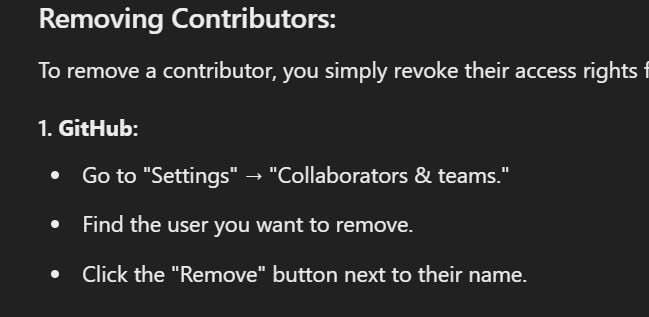 Removing Contributors:
To remove a contributor, you simply revoke their access rights
1. GitHub:
• Go to "Settings" → "Collaborators & teams."
• Find the user you want to remove.
• Click the "Remove" button next to their name.